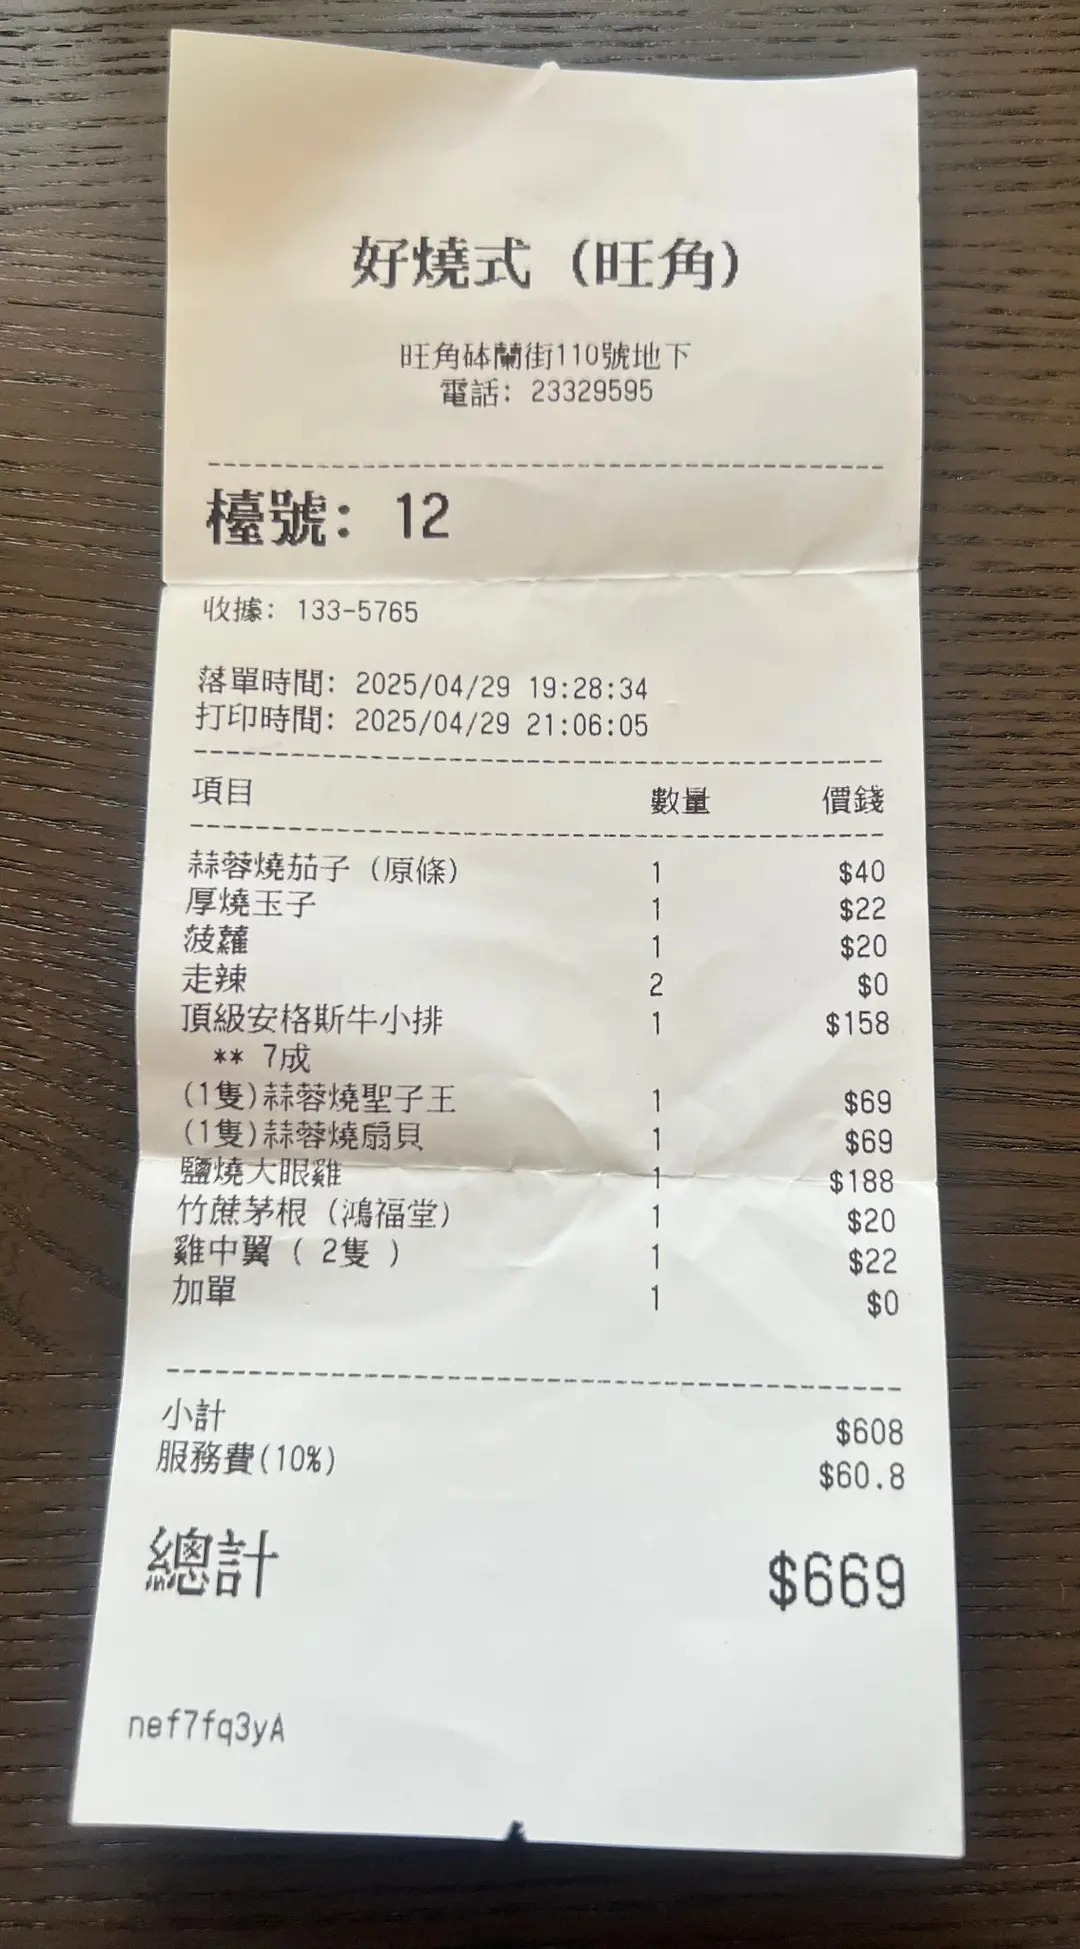 好燒式 (旺角)
旺角砵蘭街110號地下
電話: 23329595
檯號: 12
收據: 133-5765
落單時間: 2025/04/29 19:28:34
打印時間: 2025/04/29 21:06:05
項目 數量 價錢
蒜蓉燒茄子 (原條) 1 $40
厚燒玉子 1 $22
菠蘿 1 $20
走辣 2 $0
頂級安格斯牛小排 1 $158
** 7成
(1隻)蒜蓉燒聖子王 1 $69
(1隻)蒜蓉燒扇貝 1 $69
鹽燒大眼雞 1 $188
竹蔗茅根 (鴻福堂) 1 $20
雞中翼 ( 2隻 ) 1 $22
加單 1 $0
小計 $608
服務費(10%) $60.8
總計 $669
nef7fq3yA